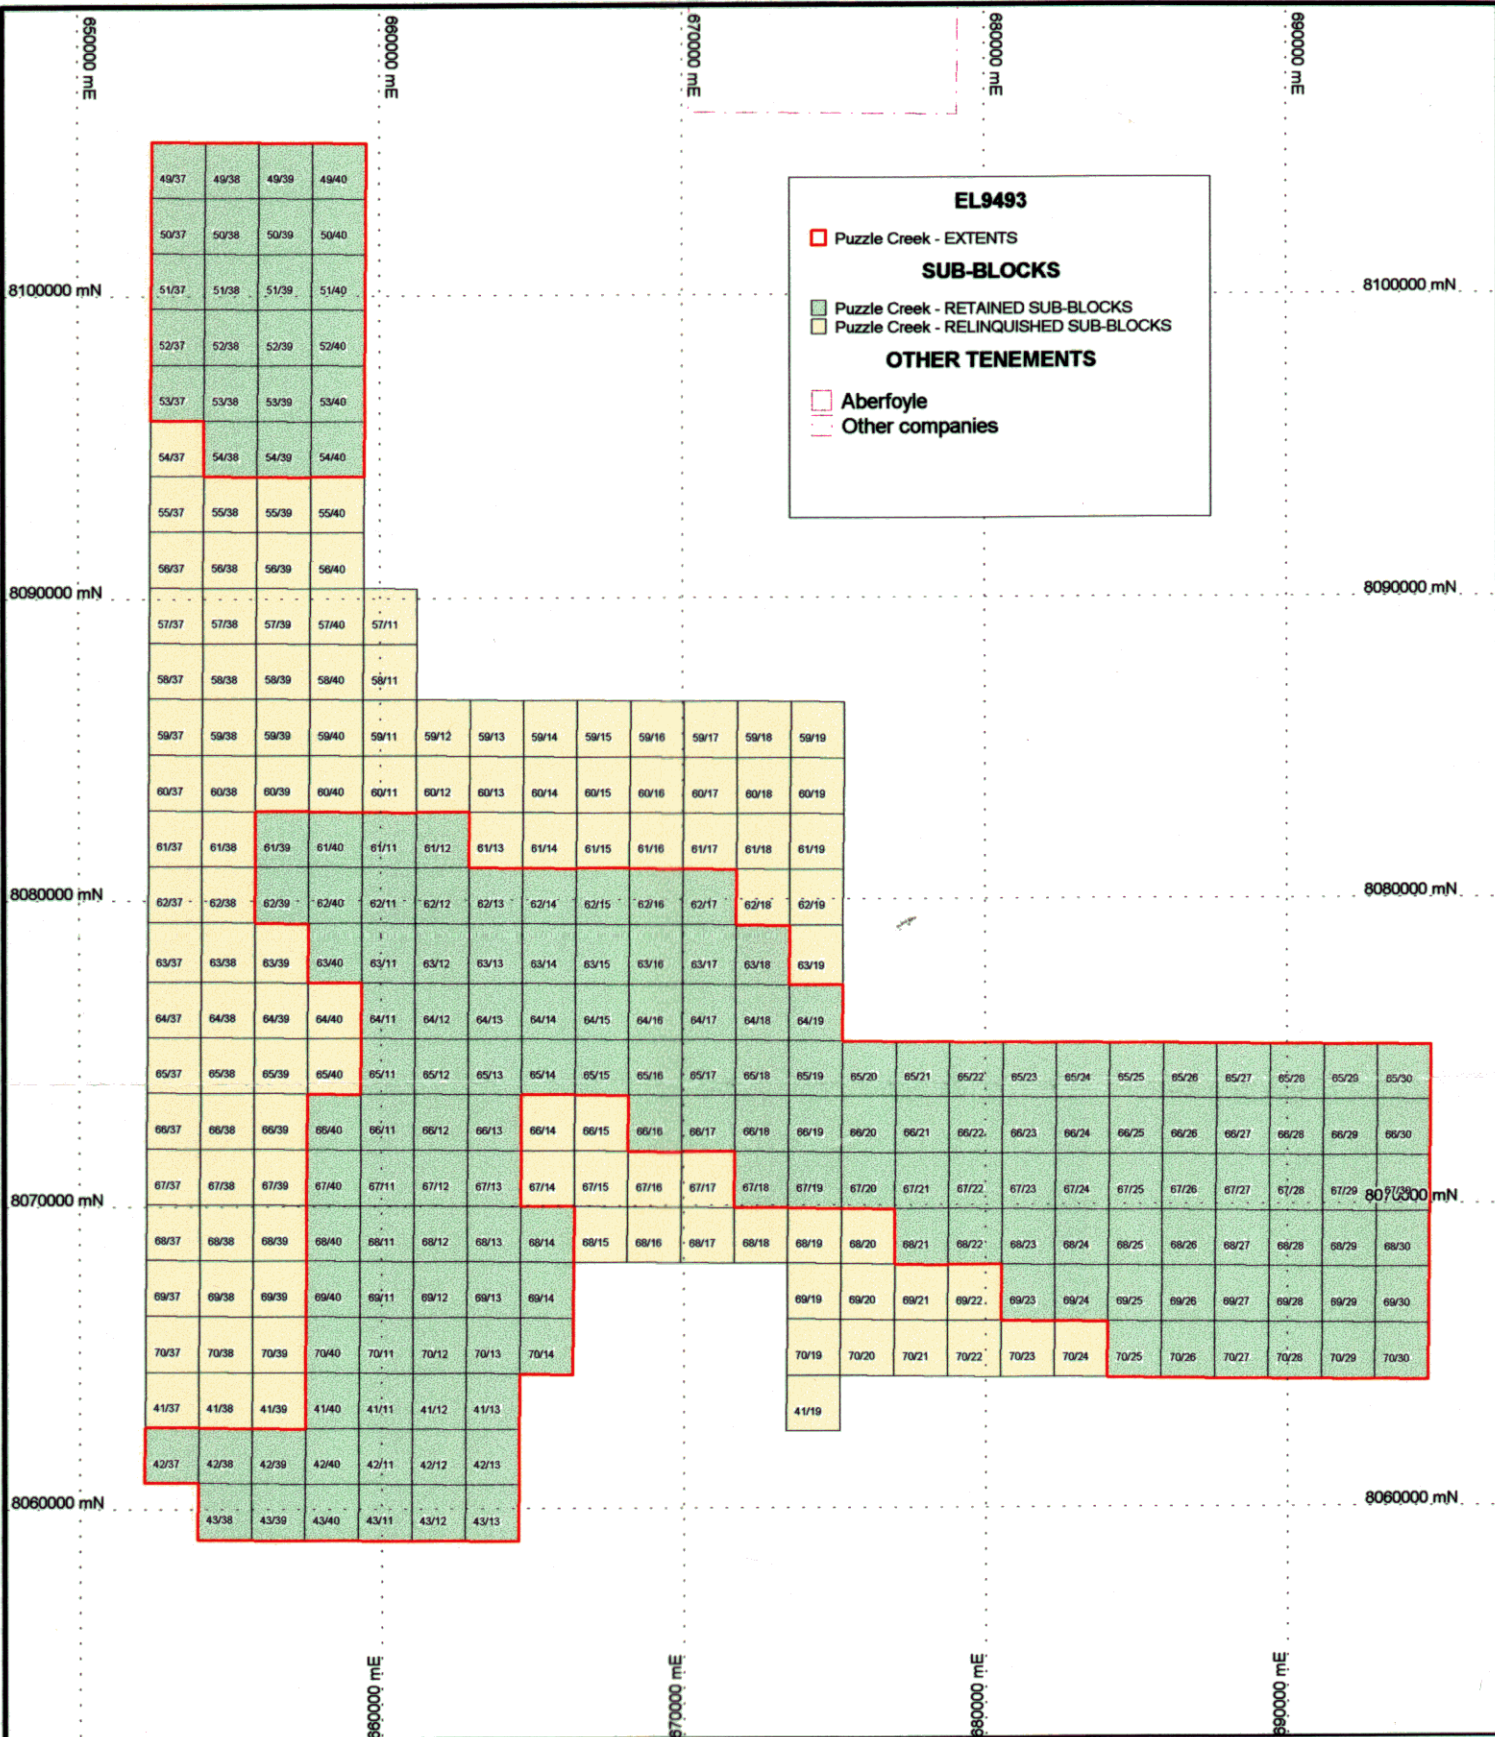 650000 mE 660000 mE 670000 mE 680000 mE 690000 mE
EL9493
Puzzle Creek - EXTENTS
SUB-BLOCKS
Puzzle Creek - RETAINED SUB-BLOCKS
Puzzle Creek - RELINQUISHED SUB-BLOCKS
OTHER TENEMENTS
Aberfoyle
Other companies
49/37 49/38 49/39 49/40
50/37 50/38 50/39 50/40
8100000 mN 51/37 51/38 51/39 51/40 8100000 mN
52/37 52/38 52/39 52/40
53/37 53/38 53/39 53/40
54/37 54/38 54/39 54/40
55/37 55/38 55/39 55/40
56/37 56/38 56/39 56/40
8090000 mN 8090000 mN
57/37 57/38 57/39 57/40 57/11
58/37 58/38 58/39 58/40 58/11
59/37 59/38 59/39 59/40 59/11 59/12 59/13 59/14 59/15 59/16 59/17 59/18 59/19
60/37 60/38 60/39 60/40 60/11 60/12 60/13 60/14 60/15 60/16 60/17 60/18 60/19
61/37 61/38 61/39 61/40 61/11 61/12 61/13 61/14 61/15 61/16 61/17 61/18 61/19
8080000 mN 8080000 mN
62/37 62/38 62/39 62/40 62/11 62/12 62/13 62/14 62/15 62/16 62/17 62/18 62/19
63/37 63/38 63/39 63/40 63/11 63/12 63/13 63/14 63/15 63/16 63/17 63/18 63/19
64/37 64/38 64/39 64/40 64/11 64/12 64/13 64/14 64/15 64/16 64/17 64/18 64/19
65/37 65/38 65/39 65/40 65/11 65/12 65/13 65/14 65/15 65/16 65/17 65/18 65/19 65/20 65/21 65/22 65/23 65/24 65/25 65/26 65/27 65/28 65/29 65/30
66/37 66/38 66/39 66/40 66/11 66/12 66/13 66/14 66/15 66/16 66/17 66/18 66/19 66/20 66/21 66/22 66/23 66/24 66/25 66/26 66/27 66/28 66/29 66/30
67/37 67/38 67/39 67/40 67/11 67/12 67/13 67/14 67/15 67/16 67/17 67/18 67/19 67/20 67/21 67/22 67/23 67/24 67/25 67/26 67/27 67/28 67/29 67/30
8070000 mN 8070000 mN
68/37 68/38 68/39 68/40 68/11 68/12 68/13 68/14 68/15 68/16 68/17 68/18 68/19 68/20 68/21 68/22 68/23 68/24 68/25 68/26 68/27 68/28 68/29 68/30
69/37 69/38 69/39 69/40 69/11 69/12 69/13 69/14 69/19 69/20 69/21 69/22 69/23 69/24 69/25 69/26 69/27 69/28 69/29 69/30
70/37 70/38 70/39 70/40 70/11 70/12 70/13 70/14 70/19 70/20 70/21 70/22 70/23 70/24 70/25 70/26 70/27 70/28 70/29 70/30
41/37 41/38 41/39 41/40 41/11 41/12 41/13 41/19
42/37 42/38 42/39 42/40 42/11 42/12 42/13
8060000 mN 8060000 mN
43/38 43/39 43/40 43/11 43/12 43/13
660000 mE 670000 mE 680000 mE 690000 mE